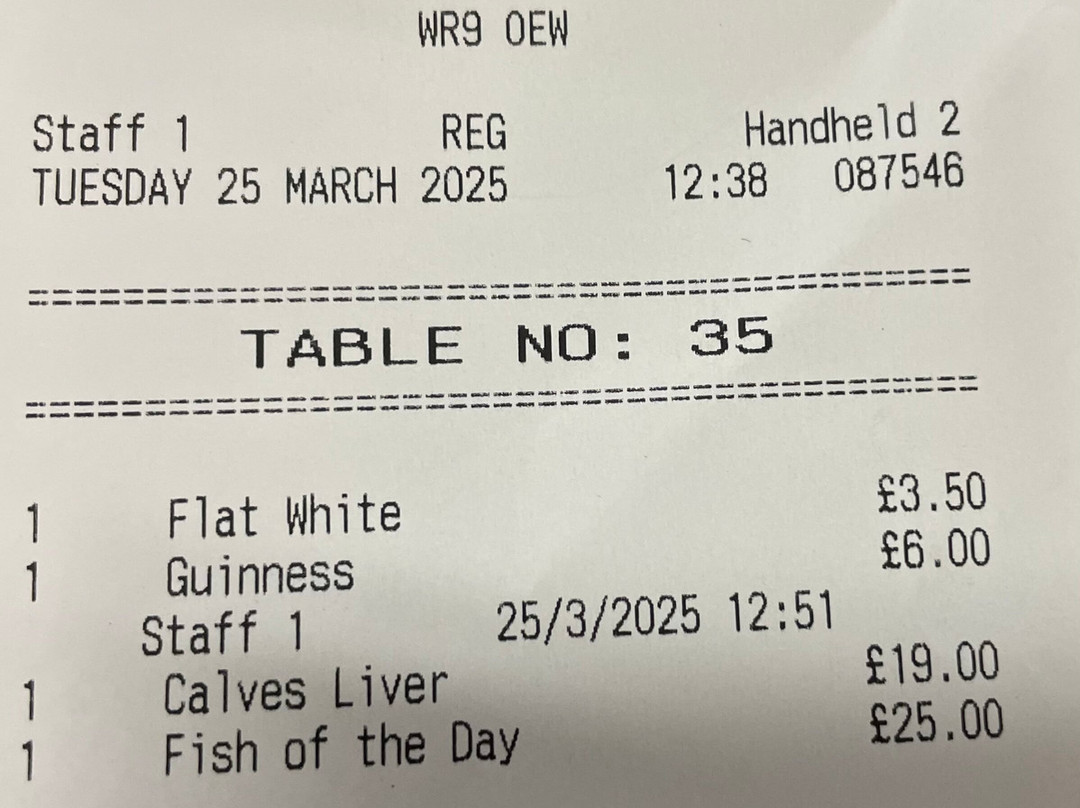 WR9 0EW
Staff 1 REG Handheld 2
TUESDAY 25 MARCH 2025 12:38 087546
================================================
TABLE NO: 35
================================================
1 Flat White £3.50
1 Guinness £6.00
Staff 1 25/3/2025 12:51
1 Calves Liver £19.00
1 Fish of the Day £25.00